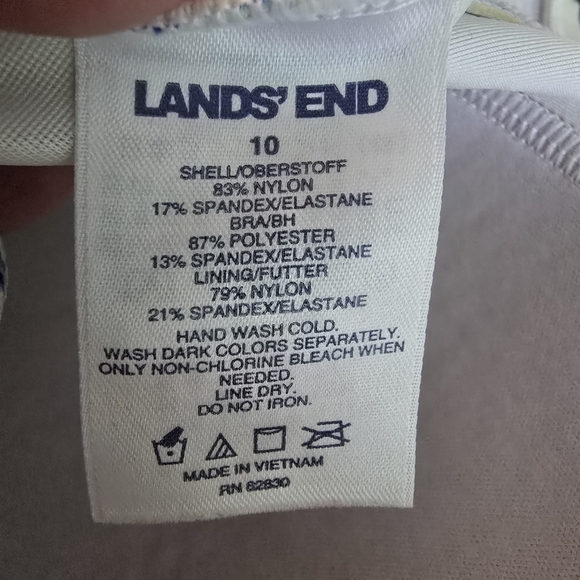 LANDS' END
10
SHELL/OBERSTOFF
83% NYLON
17% SPANDEX/ELASTANE
BRA/BH
87% POLYESTER
13% SPANDEX/ELASTANE
LINING/FUTTER
79% NYLON
21% SPANDEX/ELASTANE
HAND WASH COLD.
WASH DARK COLORS SEPARATELY.
ONLY NON-CHLORINE BLEACH WHEN
NEEDED.
LINE DRY.
DO NOT IRON.
MADE IN VIETNAM
RN 62830